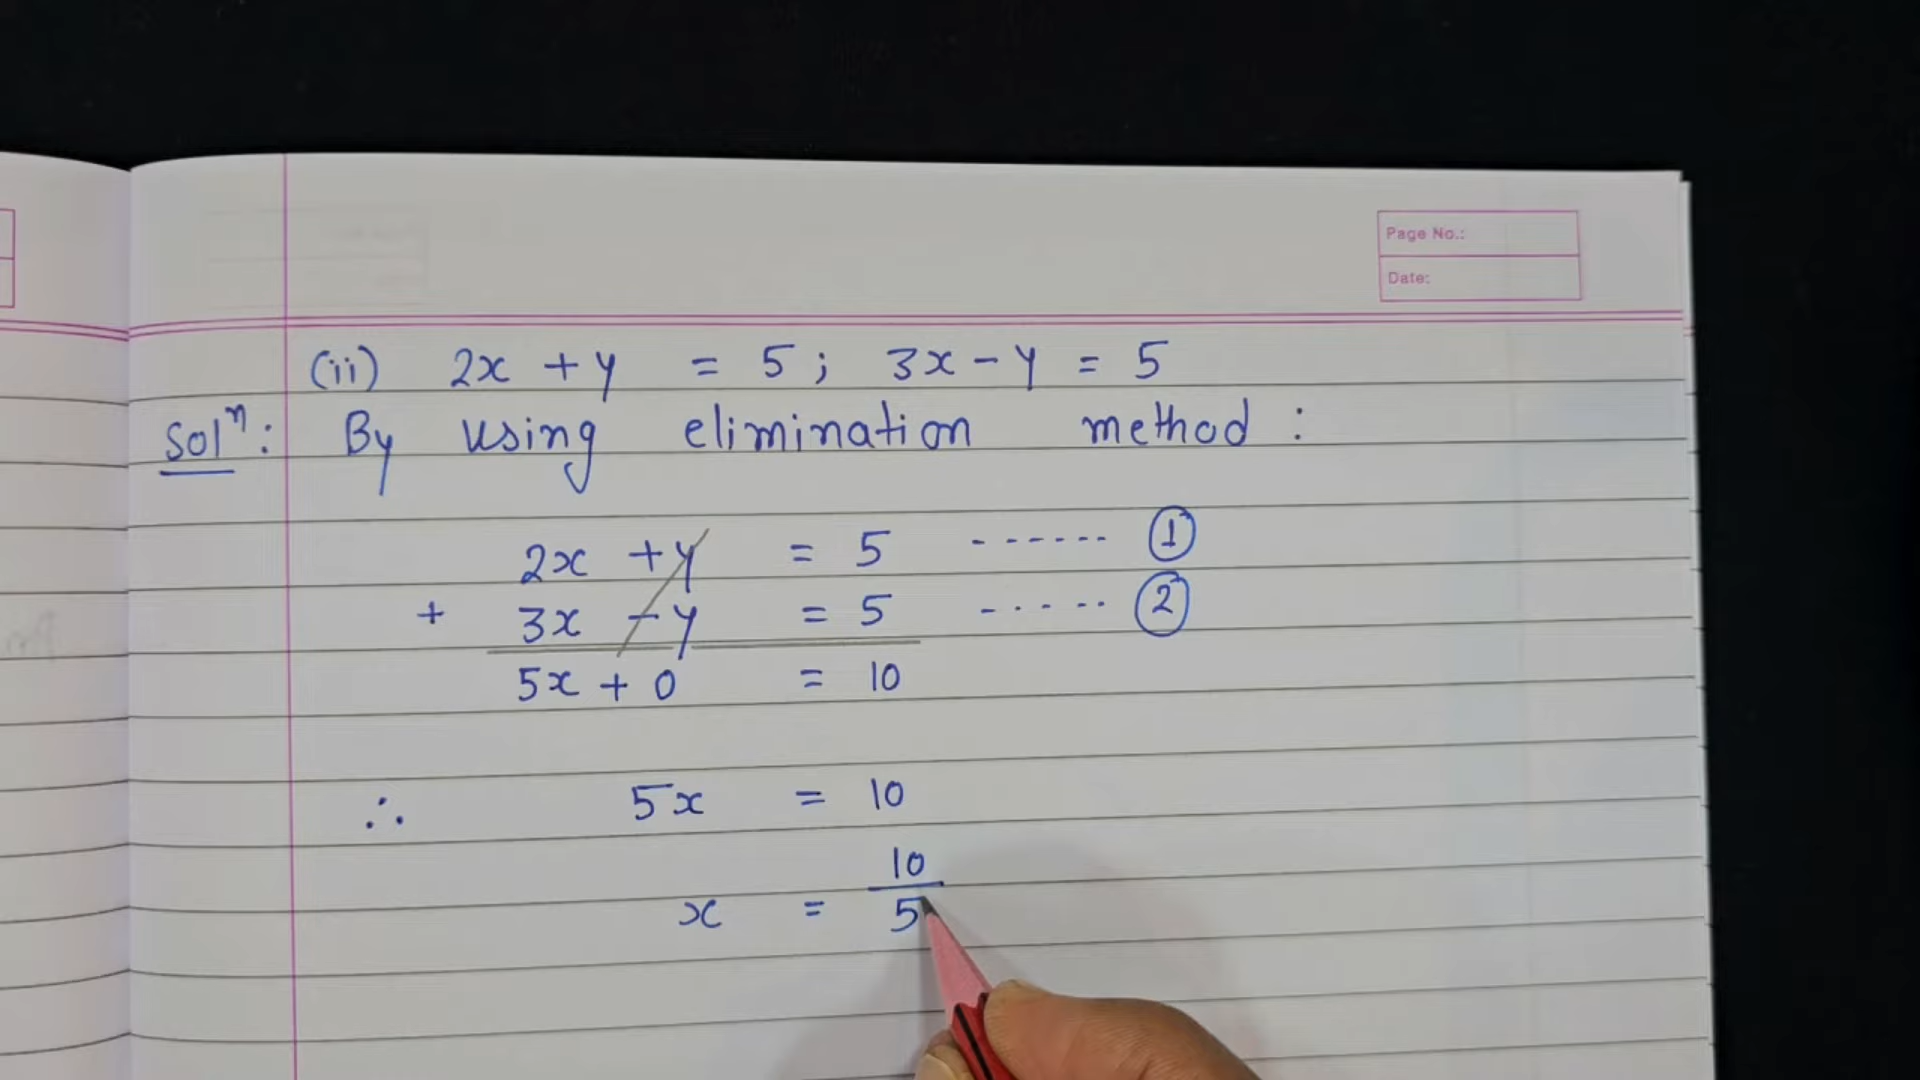 Page No.:
Date:
(ii) 2x + y = 5 ; 3x - y = 5
Solⁿ: By using elimination method :
2x + y = 5 ------ ①
+ 3x - y = 5 ----- ②
5x + 0 = 10
∴ 5x = 10
x = 10/5